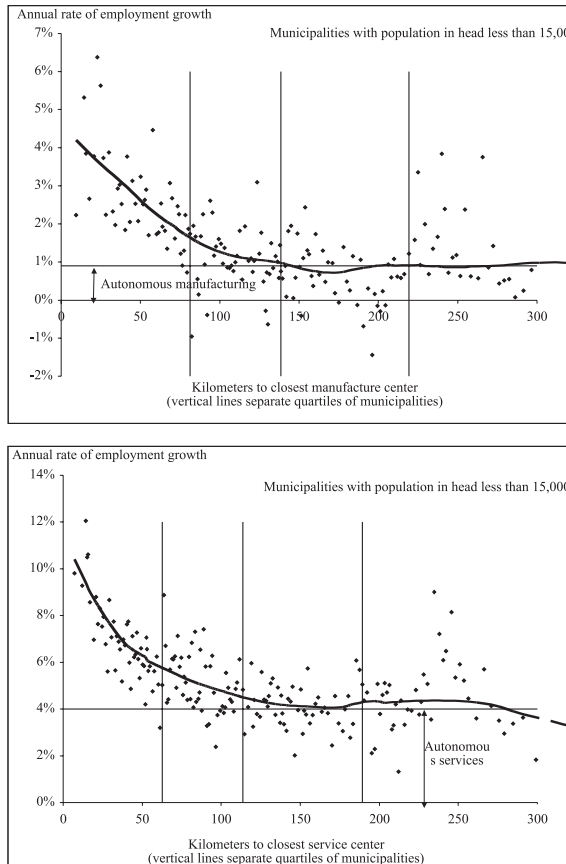 Annual rate of employment growth
Municipalities with population in head less than 15,000
7%
6%
5%
4%
3%
2%
1%
0%
-1%
-2%
Autonomous manufacturing
0 50 100 150 200 250 300
Kilometers to closest manufacture center
(vertical lines separate quartiles of municipalities)
Annual rate of employment growth
Municipalities with population in head less than 15,000
14%
12%
10%
8%
6%
4%
2%
0%
Autonomou
s services
0 50 100 150 200 250 300
Kilometers to closest service center
(vertical lines separate quartiles of municipalities)